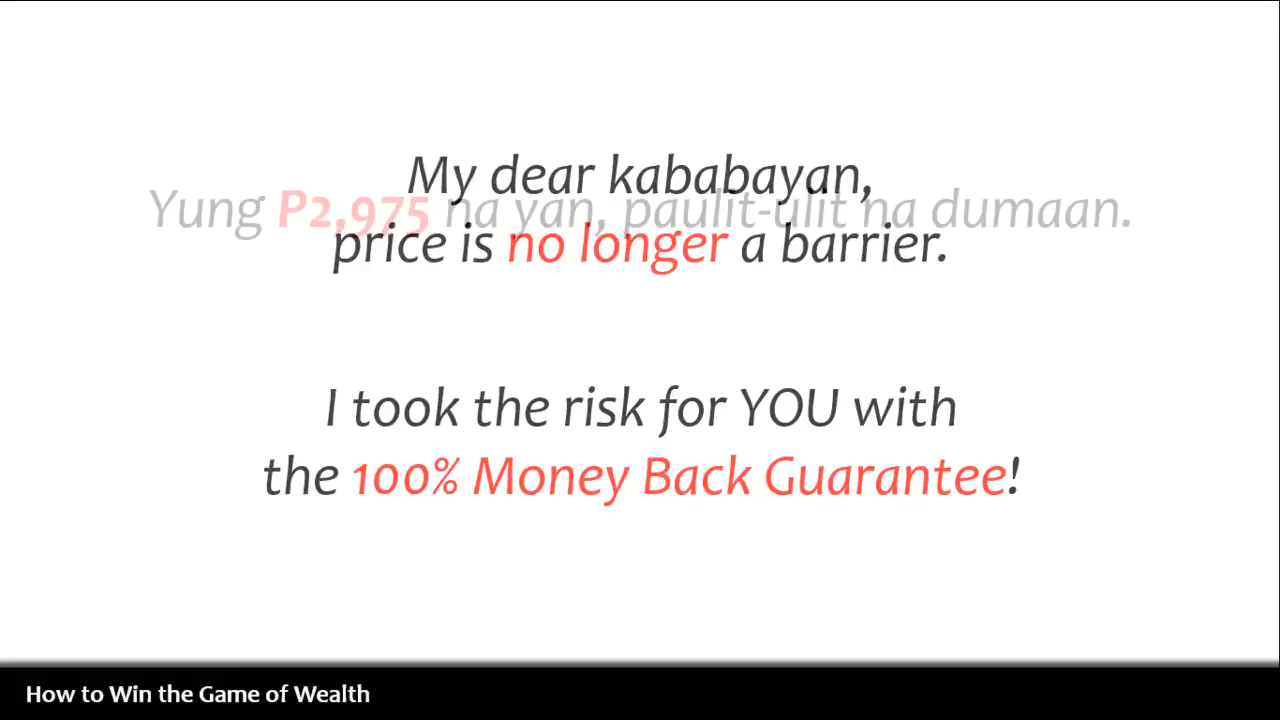 My dear kababayan,
Yung P2,975 na yan, paulit-ulit na dumaan.
price is no longer a barrier.
I took the risk for YOU with
the 100% Money Back Guarantee!
How to Win the Game of Wealth